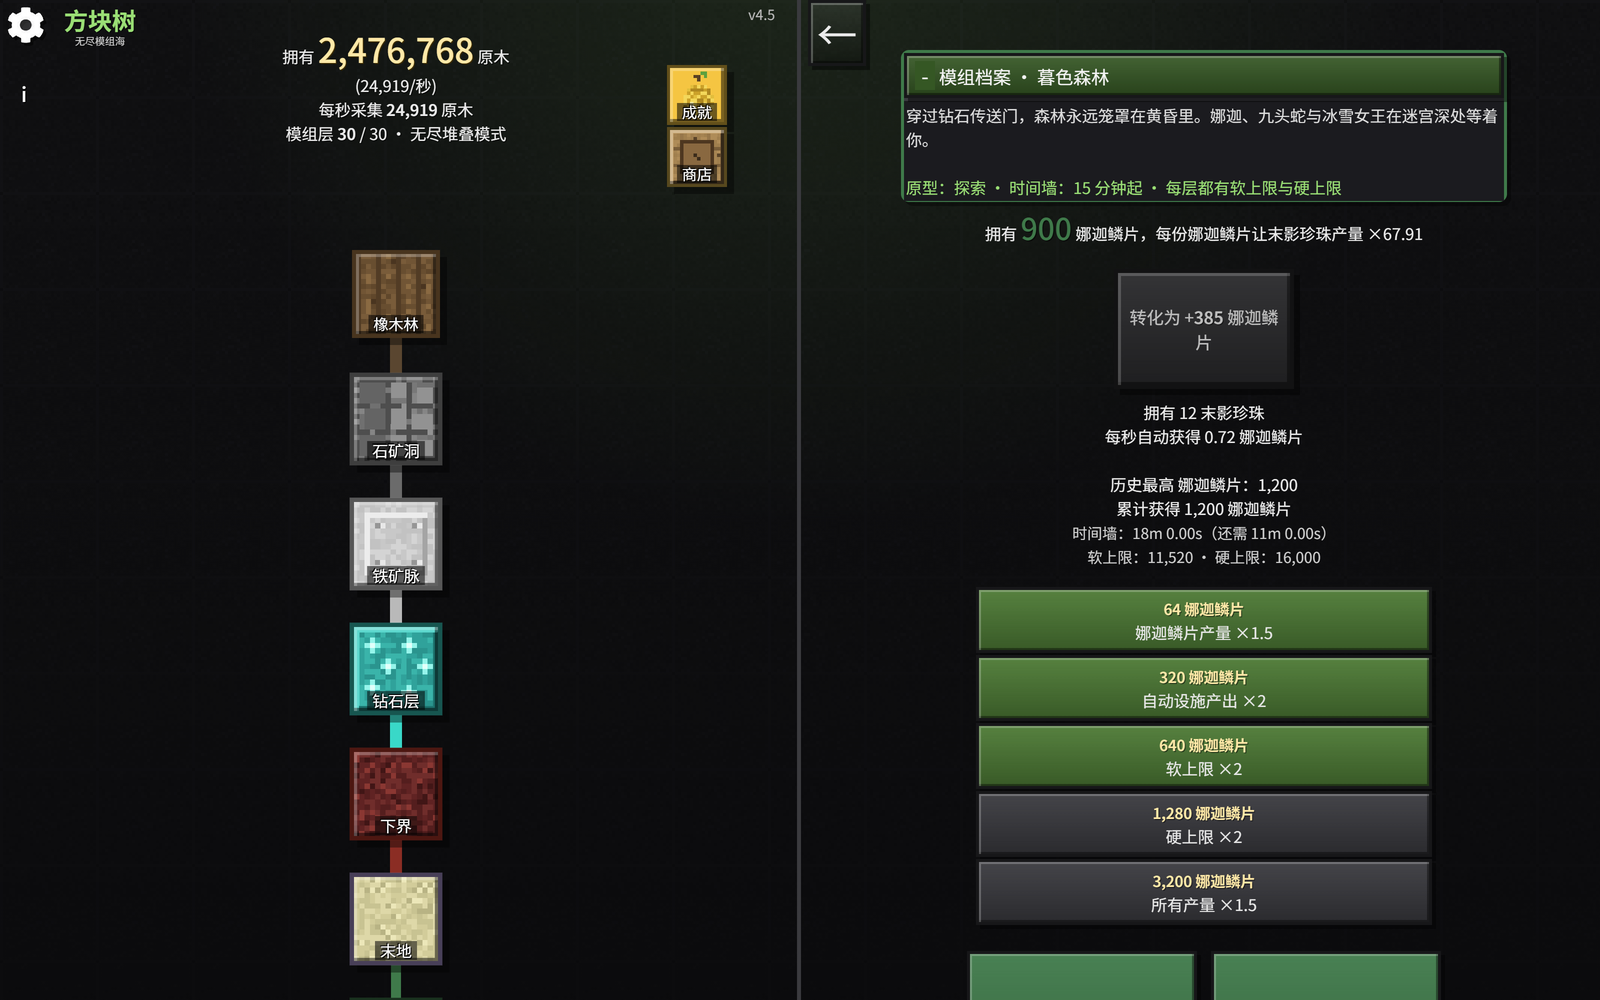 方块树
无尽模组海
i
v4.5
拥有 2,476,768 原木
(24,919/秒)
每秒采集 24,919 原木
模组层 30 / 30 · 无尽堆叠模式
成就
商店
橡木林
石矿洞
铁矿脉
钻石层
下界
末地
←
- 模组档案 · 暮色森林
穿过钻石传送门，森林永远笼罩在黄昏里。娜迦、九头蛇与冰雪女王在迷宫深处等着
你。
原型：探索 · 时间墙：15 分钟起 · 每层都有软上限与硬上限
拥有 900 娜迦鳞片，每份娜迦鳞片让末影珍珠产量 ×67.91
转化为 +385 娜迦鳞
片
拥有 12 末影珍珠
每秒自动获得 0.72 娜迦鳞片
历史最高 娜迦鳞片：1,200
累计获得 1,200 娜迦鳞片
时间墙：18m 0.00s（还需 11m 0.00s）
软上限：11,520 · 硬上限：16,000
64 娜迦鳞片
娜迦鳞片产量 ×1.5
320 娜迦鳞片
自动设施产出 ×2
640 娜迦鳞片
软上限 ×2
1,280 娜迦鳞片
硬上限 ×2
3,200 娜迦鳞片
所有产量 ×1.5